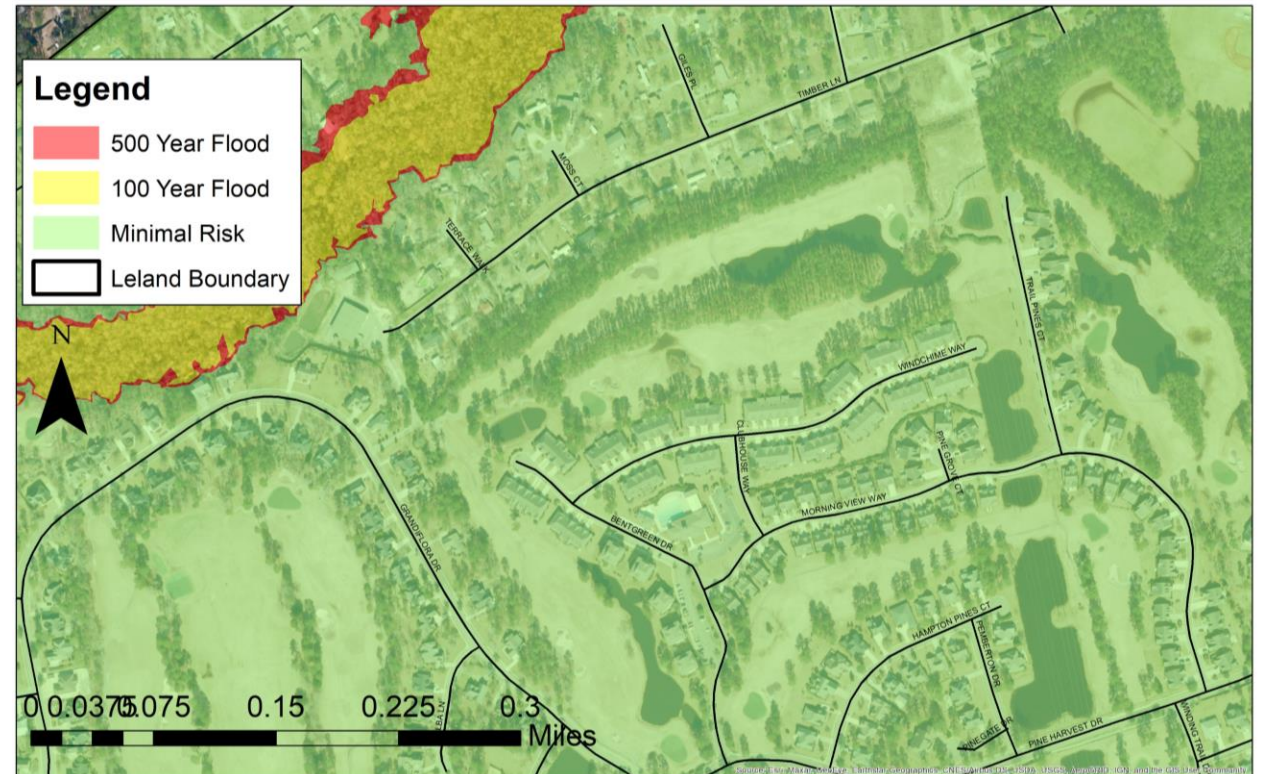 Legend
500 Year Flood
100 Year Flood
Minimal Risk
Leland Boundary
N
GILES PL
TIMBER LN
MOSS CT
TERRACE WALK
TRAIL PINES CT
WINDCHIME WAY
CLUBHOUSE WAY
PINE GROVE CT
MORNING VIEW WAY
BENTGREEN DR
GRANDIFLORA DR
HAMPTON PINES CT
PEMBERTON DR
PINEGATE DR
PINE HARVEST DR
WINDING TRAIL
0 0.0375 0.075 0.15 0.225 0.3
Miles